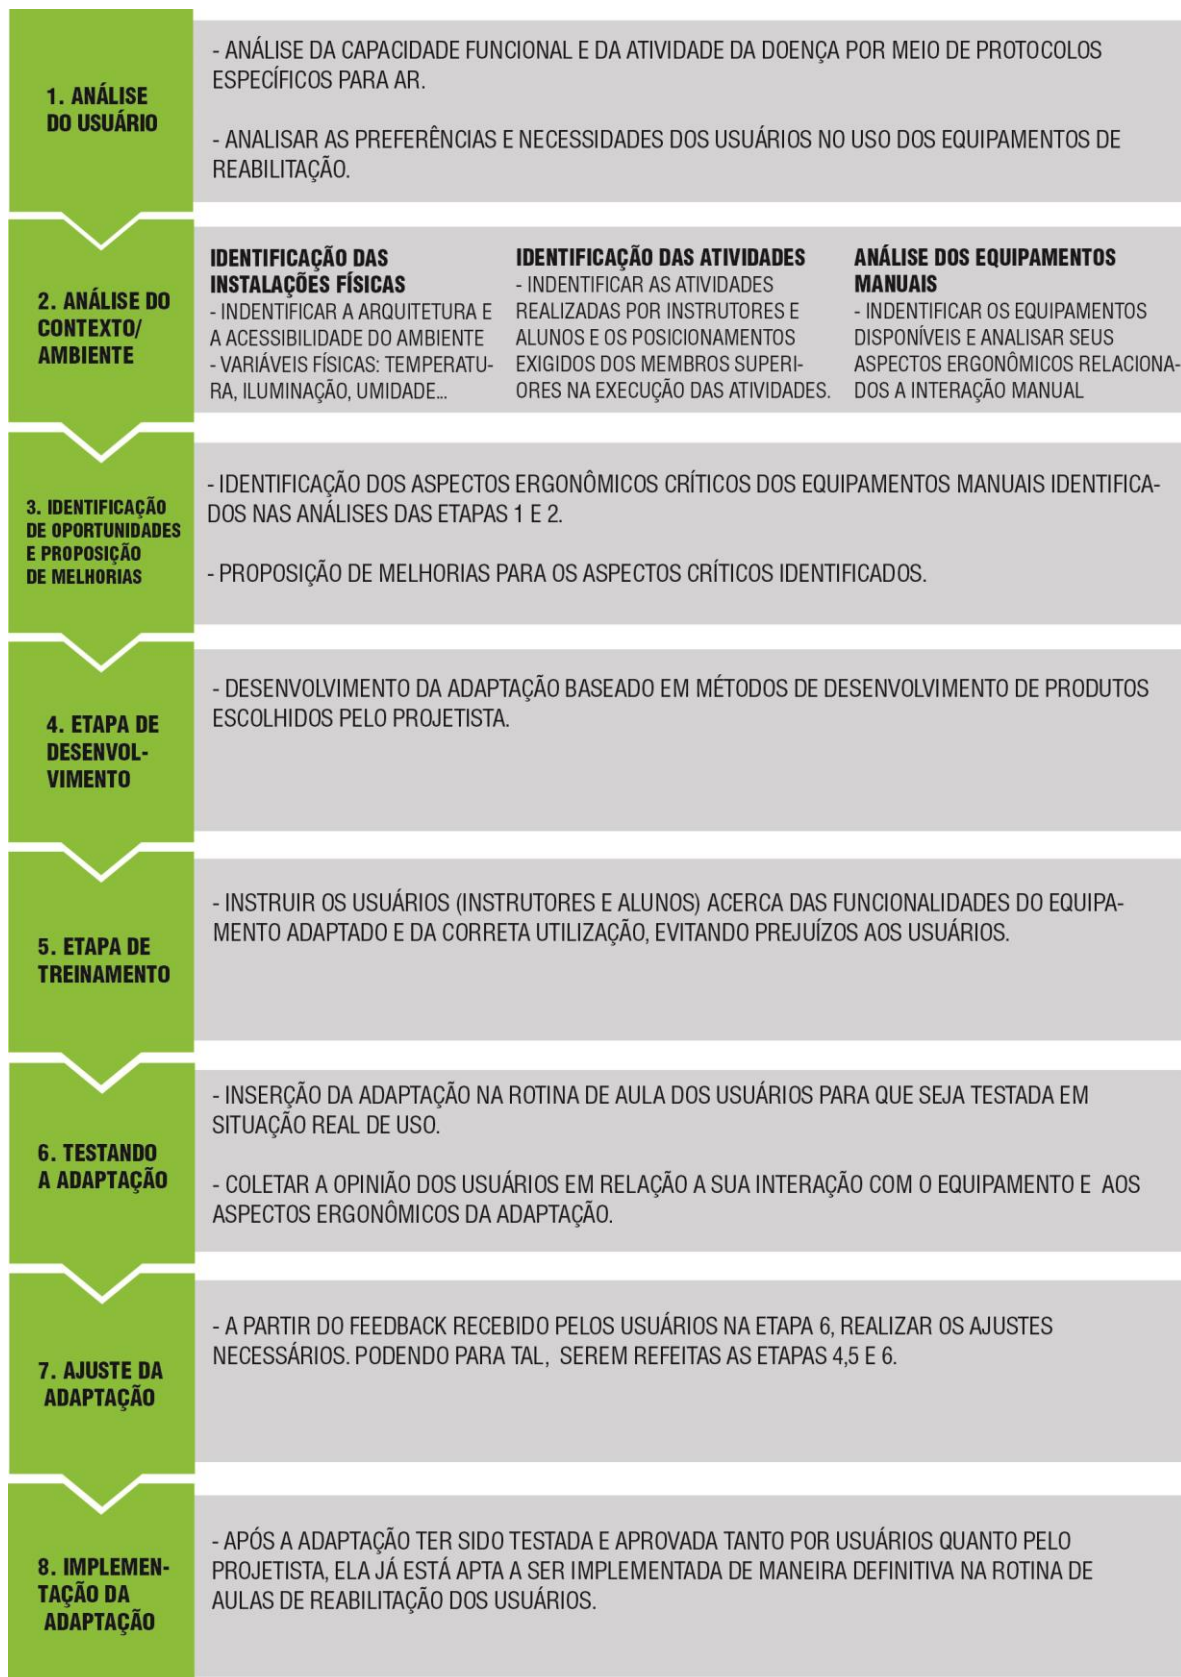 1. ANÁLISE
DO USUÁRIO
- ANÁLISE DA CAPACIDADE FUNCIONAL E DA ATIVIDADE DA DOENÇA POR MEIO DE PROTOCOLOS
ESPECÍFICOS PARA AR.
- ANALISAR AS PREFERÊNCIAS E NECESSIDADES DOS USUÁRIOS NO USO DOS EQUIPAMENTOS DE
REABILITAÇÃO.
2. ANÁLISE DO
CONTEXTO/
AMBIENTE
IDENTIFICAÇÃO DAS
INSTALAÇÕES FÍSICAS
- INDENTIFICAR A ARQUITETURA E
A ACESSIBILIDADE DO AMBIENTE
- VARIÁVEIS FÍSICAS: TEMPERATU-
RA, ILUMINAÇÃO, UMIDADE...
IDENTIFICAÇÃO DAS ATIVIDADES
- INDENTIFICAR AS ATIVIDADES
REALIZADAS POR INSTRUTORES E
ALUNOS E OS POSICIONAMENTOS
EXIGIDOS DOS MEMBROS SUPERI-
ORES NA EXECUÇÃO DAS ATIVIDADES.
ANÁLISE DOS EQUIPAMENTOS
MANUAIS
- INDENTIFICAR OS EQUIPAMENTOS
DISPONÍVEIS E ANALISAR SEUS
ASPECTOS ERGONÔMICOS RELACIONA-
DOS A INTERAÇÃO MANUAL
3. IDENTIFICAÇÃO
DE OPORTUNIDADES
E PROPOSIÇÃO
DE MELHORIAS
- IDENTIFICAÇÃO DOS ASPECTOS ERGONÔMICOS CRÍTICOS DOS EQUIPAMENTOS MANUAIS IDENTIFICA-
DOS NAS ANÁLISES DAS ETAPAS 1 E 2.
- PROPOSIÇÃO DE MELHORIAS PARA OS ASPECTOS CRÍTICOS IDENTIFICADOS.
4. ETAPA DE
DESENVOL-
VIMENTO
- DESENVOLVIMENTO DA ADAPTAÇÃO BASEADO EM MÉTODOS DE DESENVOLVIMENTO DE PRODUTOS
ESCOLHIDOS PELO PROJETISTA.
5. ETAPA DE
TREINAMENTO
- INSTRUIR OS USUÁRIOS (INSTRUTORES E ALUNOS) ACERCA DAS FUNCIONALIDADES DO EQUIPA-
MENTO ADAPTADO E DA CORRETA UTILIZAÇÃO, EVITANDO PREJUÍZOS AOS USUÁRIOS.
6. TESTANDO
A ADAPTAÇÃO
- INSERÇÃO DA ADAPTAÇÃO NA ROTINA DE AULA DOS USUÁRIOS PARA QUE SEJA TESTADA EM
SITUAÇÃO REAL DE USO.
- COLETAR A OPINIÃO DOS USUÁRIOS EM RELAÇÃO A SUA INTERAÇÃO COM O EQUIPAMENTO E AOS
ASPECTOS ERGONÔMICOS DA ADAPTAÇÃO.
7. AJUSTE DA
ADAPTAÇÃO
- A PARTIR DO FEEDBACK RECEBIDO PELOS USUÁRIOS NA ETAPA 6, REALIZAR OS AJUSTES
NECESSÁRIOS. PODENDO PARA TAL, SEREM REFEITAS AS ETAPAS 4,5 E 6.
8. IMPLEMEN-
TAÇÃO DA
ADAPTAÇÃO
- APÓS A ADAPTAÇÃO TER SIDO TESTADA E APROVADA TANTO POR USUÁRIOS QUANTO PELO
PROJETISTA, ELA JÁ ESTÁ APTA A SER IMPLEMENTADA DE MANEIRA DEFINITIVA NA ROTINA DE
AULAS DE REABILITAÇÃO DOS USUÁRIOS.